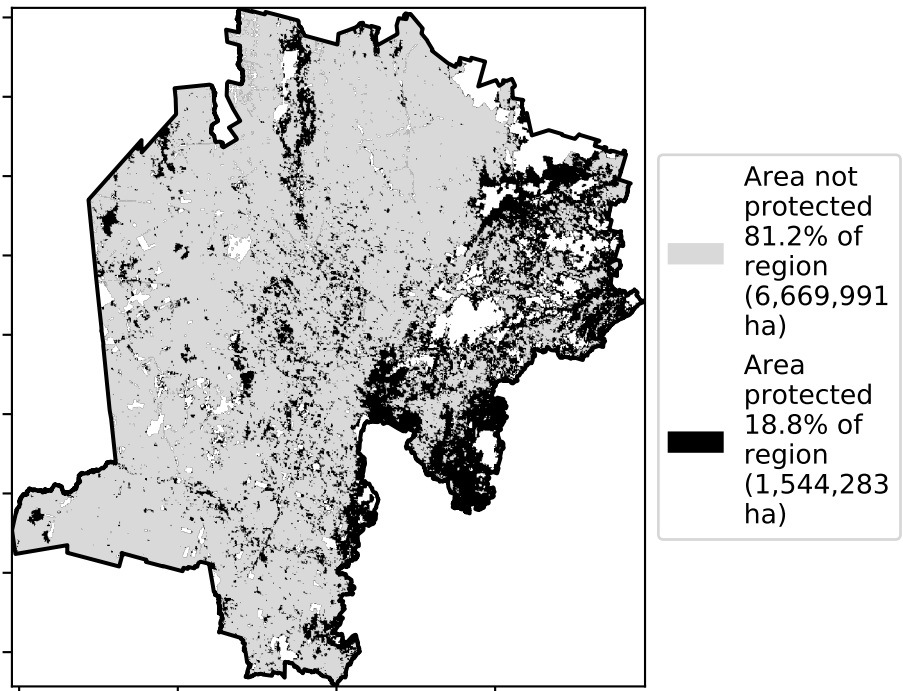 Area not
protected
81.2% of
region
(6,669,991
ha)
Area
protected
18.8% of
region
(1,544,283
ha)